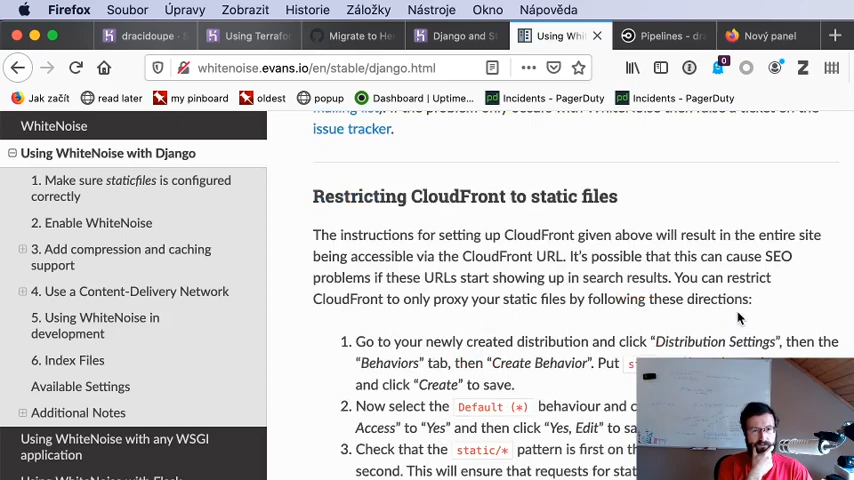 Firefox Soubor Úpravy Zobrazit Historie Záložky Nástroje Okno Nápověda
dracidoupe - Using Terrafo Migrate to He Django and S Using Whi Pipelines - dra Nový panel
whitenoise.evans.io/en/stable/django.html
Jak začít read later my pinboard oldest popup Dashboard | Uptime... Incidents - PagerDuty Incidents - PagerDuty
WhiteNoise
Using WhiteNoise with Django
1. Make sure staticfiles is configured
correctly
2. Enable WhiteNoise
3. Add compression and caching
support
4. Use a Content-Delivery Network
5. Using WhiteNoise in
development
6. Index Files
Available Settings
Additional Notes
Using WhiteNoise with any WSGI
application
issue tracker.
Restricting CloudFront to static files
The instructions for setting up CloudFront given above will result in the entire site
being accessible via the CloudFront URL. It's possible that this can cause SEO
problems if these URLs start showing up in search results. You can restrict
CloudFront to only proxy your static files by following these directions:
1. Go to your newly created distribution and click “Distribution Settings”, then the
“Behaviors” tab, then “Create Behavior”. Put
and click “Create” to save.
2. Now select the Default (*) behaviour and
Access” to “Yes” and then click “Yes, Edit” to
3. Check that the static/* pattern is first on
second. This will ensure that requests for